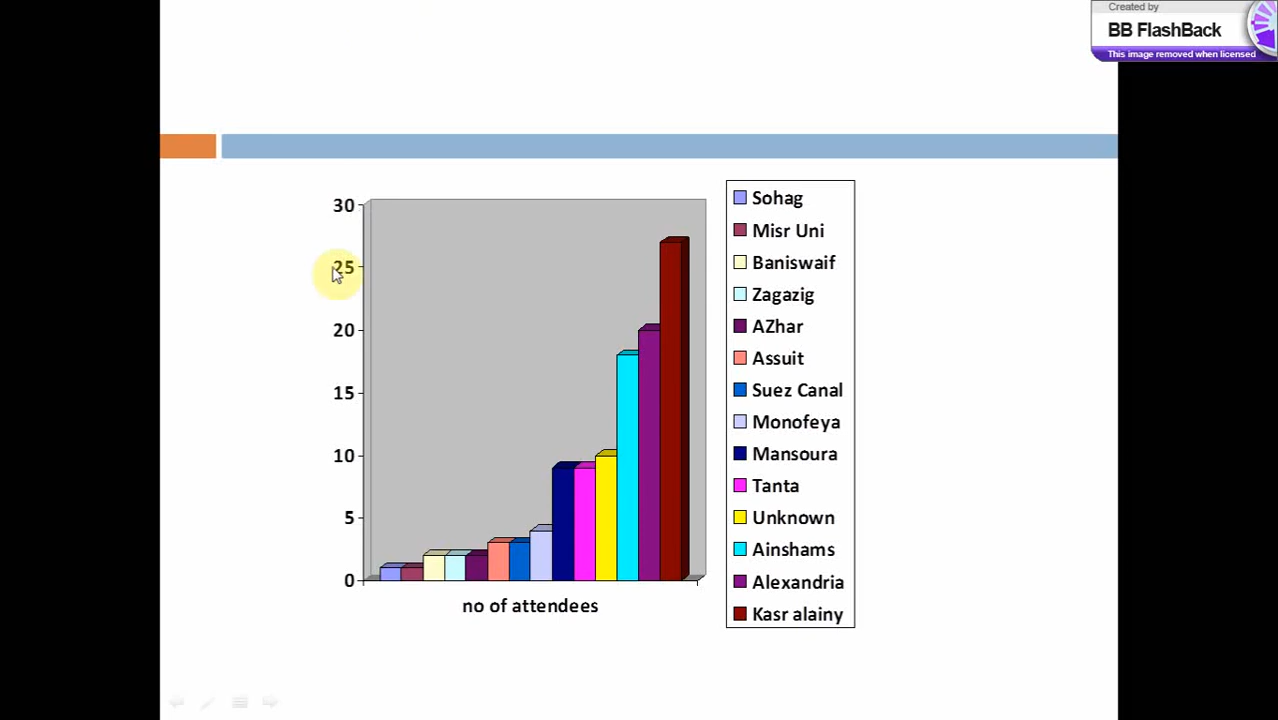 Created by
BB FlashBack
This image removed when licensed
30
25
20
15
10
5
0
no of attendees
Sohag
Misr Uni
Baniswaif
Zagazig
AZhar
Assuit
Suez Canal
Monofeya
Mansoura
Tanta
Unknown
Ainshams
Alexandria
Kasr alainy